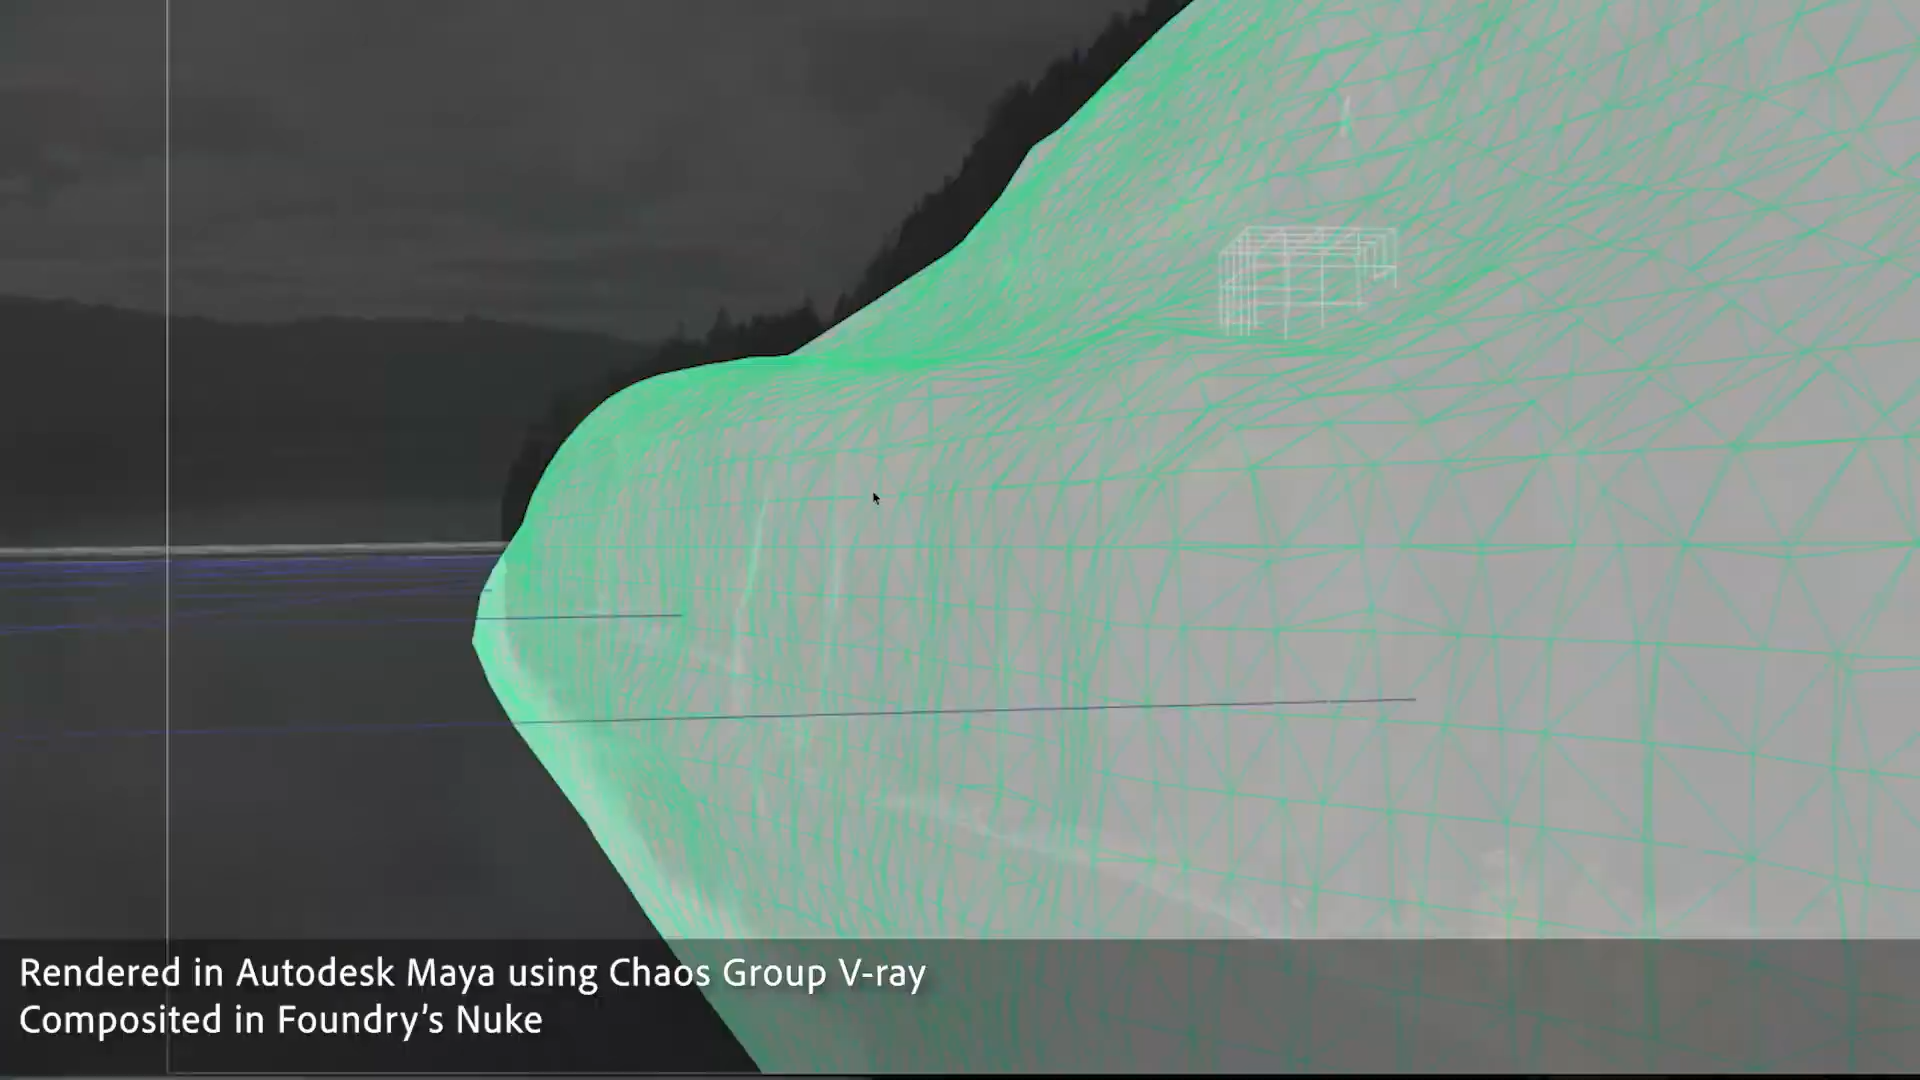 Rendered in Autodesk Maya using Chaos Group V-ray
Composited in Foundry’s Nuke